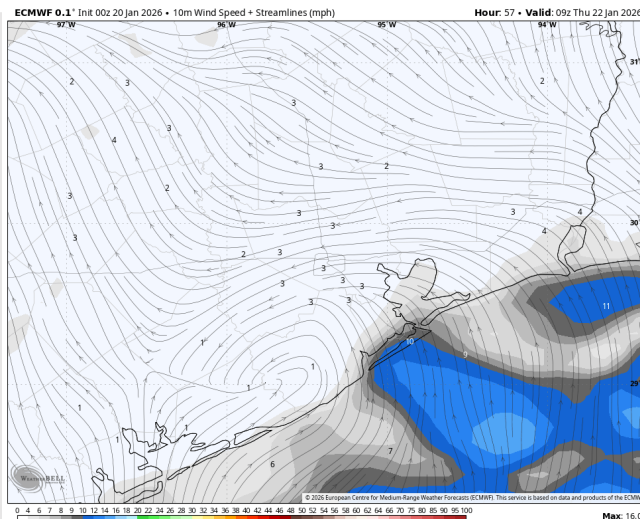 ECMWF 0.1° Init 00z 20 Jan 2026 • 10m Wind Speed + Streamlines (mph) Hour: 57 • Valid: 09z Thu 22 Jan 2026
97°W 96°W 95°W 94°W
31°
2 3 2
3
4 3
3 2
2
3
3 3 4
3 4 30
3
2 3
3
3 3 3
3 3
11
1 10
9
1
1 29
1
1 1
7
6
WeatherBELL
© 2026 European Centre for Medium-Range Weather Forecasts (ECMWF). This service is based on data and products of the ECMW
0 4 6 7 8 9 10 12 14 16 18 20 22 24 26 28 30 32 34 36 38 40 42 44 46 48 50 52 54 56 58 60 62 64 66 68 70 75 80 85 90 95 100
Max: 16.0